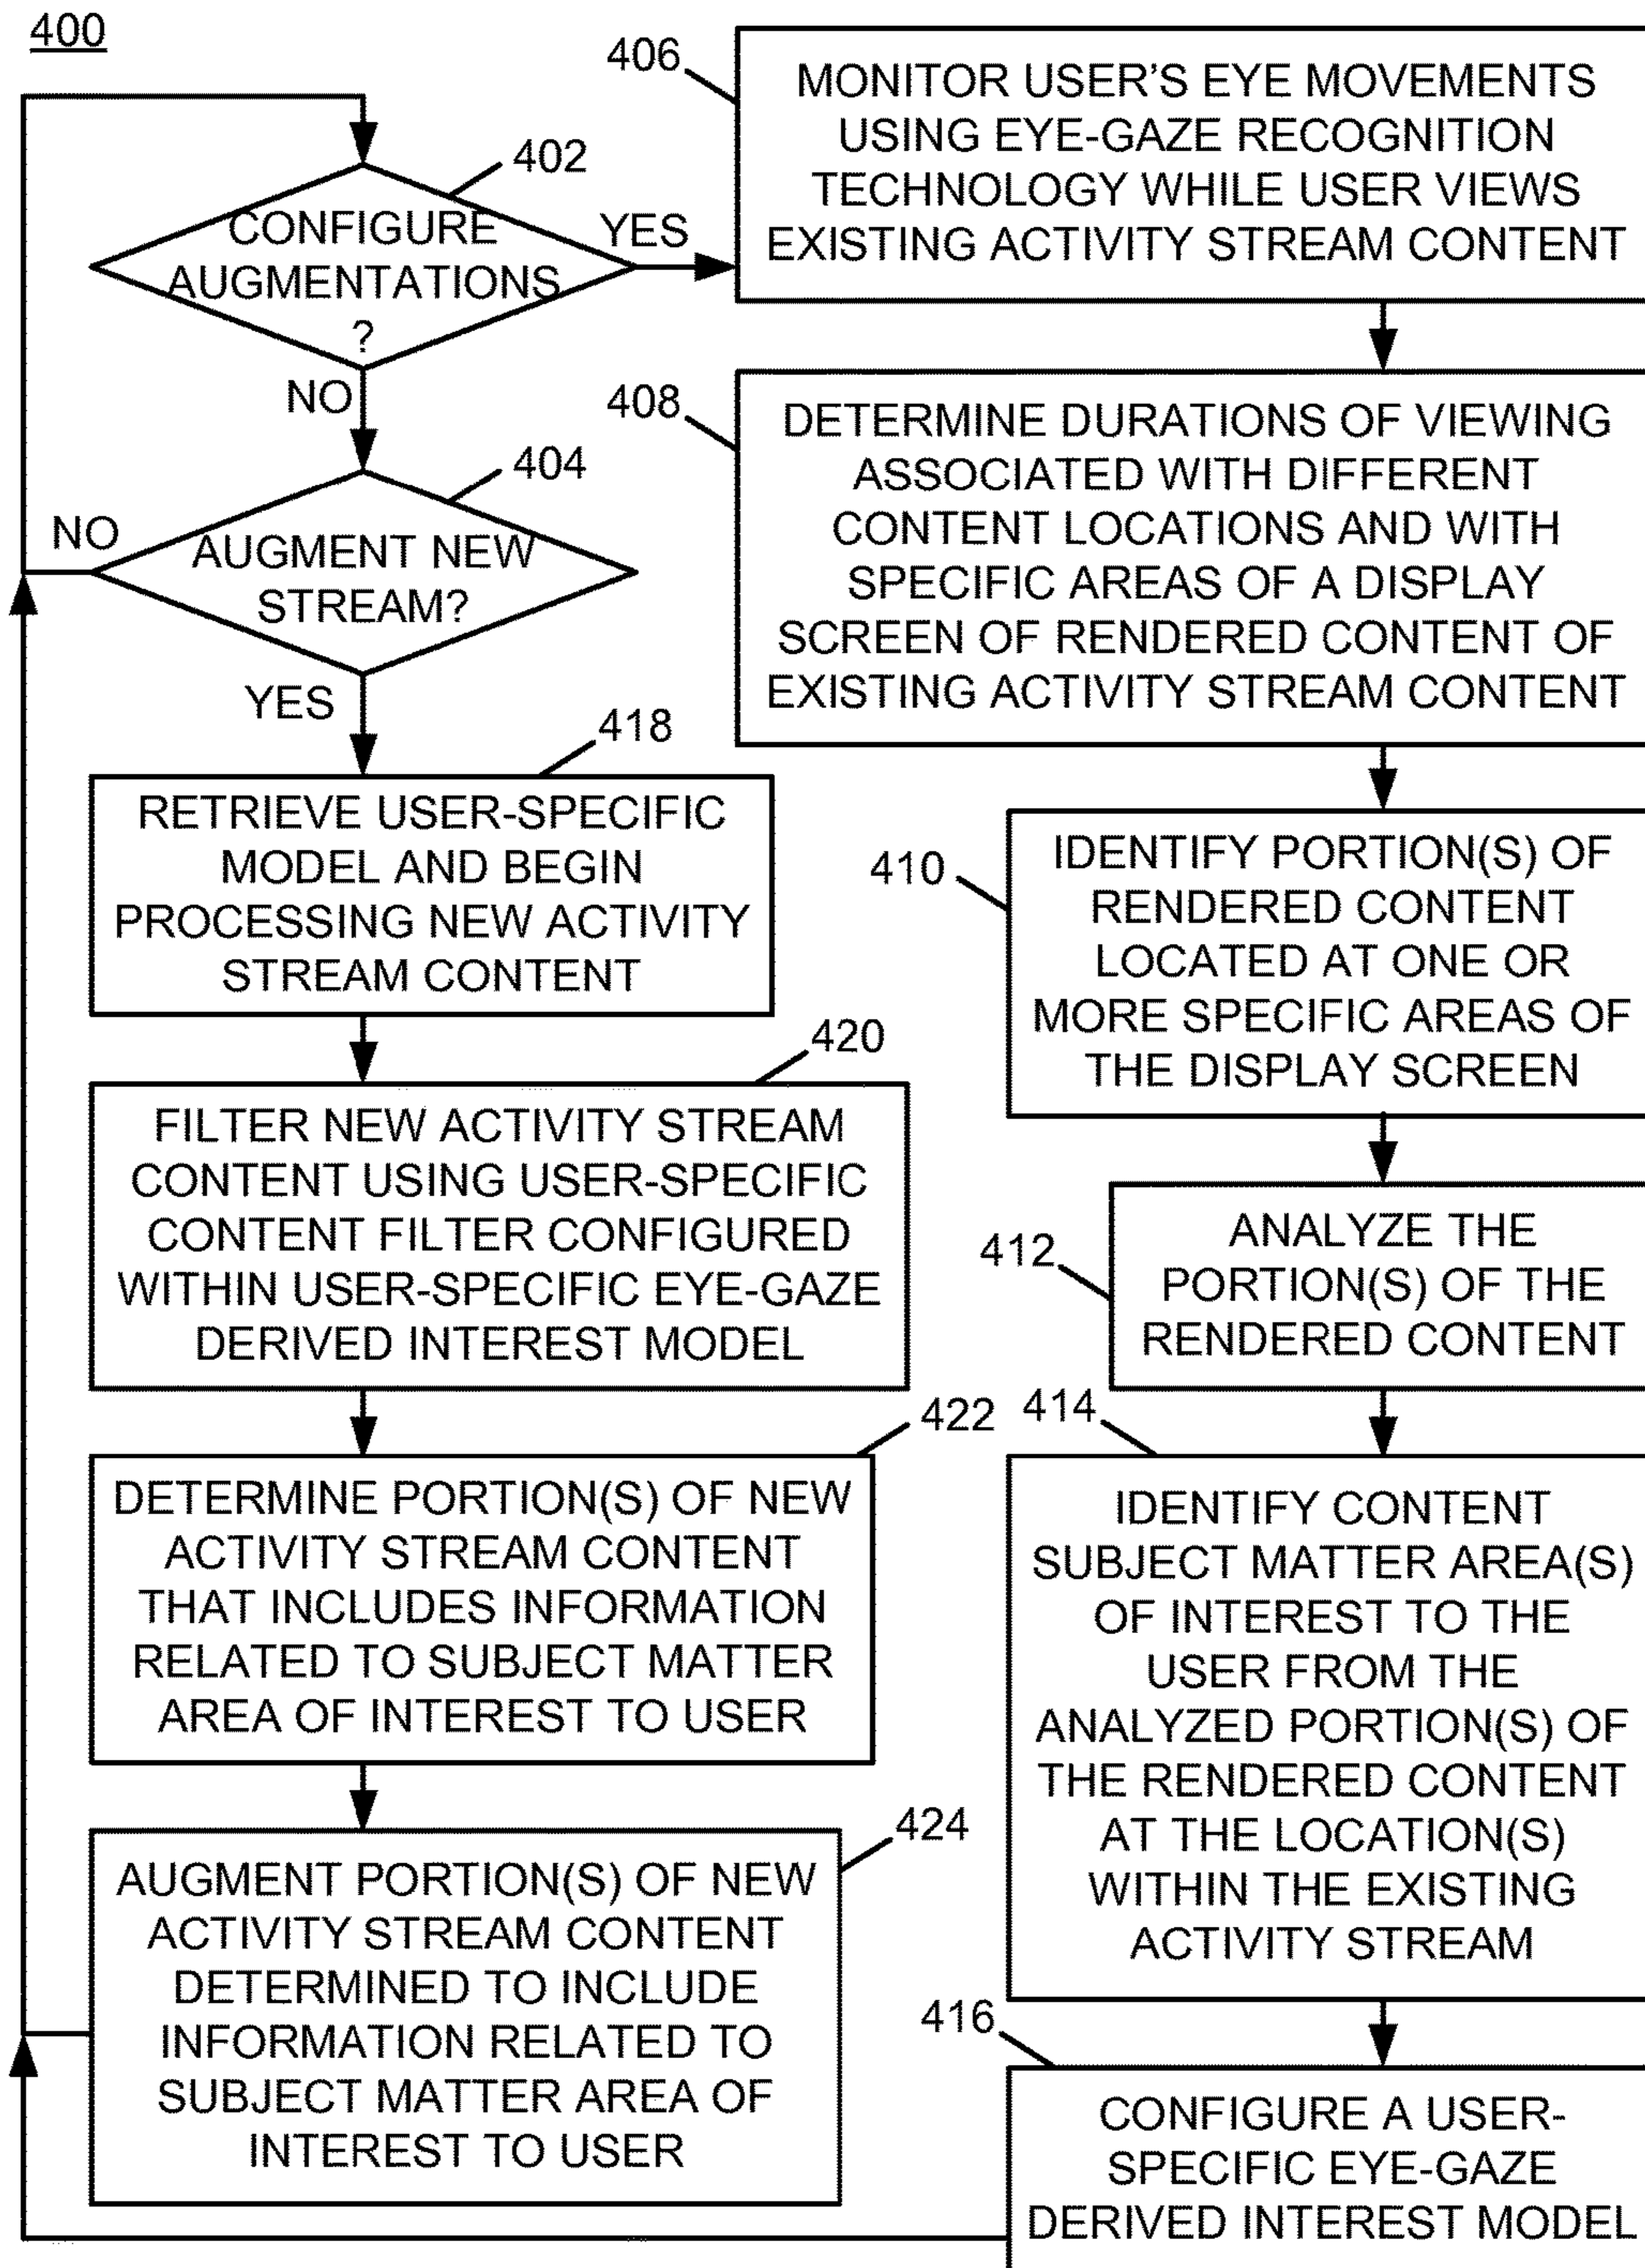 400
402
CONFIGURE
AUGMENTATIONS
?
YES
NO
404
AUGMENT NEW
STREAM?
NO
YES
406
MONITOR USER'S EYE MOVEMENTS
USING EYE-GAZE RECOGNITION
TECHNOLOGY WHILE USER VIEWS
EXISTING ACTIVITY STREAM CONTENT
408
DETERMINE DURATIONS OF VIEWING
ASSOCIATED WITH DIFFERENT
CONTENT LOCATIONS AND WITH
SPECIFIC AREAS OF A DISPLAY
SCREEN OF RENDERED CONTENT OF
EXISTING ACTIVITY STREAM CONTENT
410
IDENTIFY PORTION(S) OF
RENDERED CONTENT
LOCATED AT ONE OR
MORE SPECIFIC AREAS OF
THE DISPLAY SCREEN
412
ANALYZE THE
PORTION(S) OF THE
RENDERED CONTENT
414
IDENTIFY CONTENT
SUBJECT MATTER AREA(S)
OF INTEREST TO THE
USER FROM THE
ANALYZED PORTION(S) OF
THE RENDERED CONTENT
AT THE LOCATION(S)
WITHIN THE EXISTING
ACTIVITY STREAM
416
CONFIGURE A USER-
SPECIFIC EYE-GAZE
DERIVED INTEREST MODEL
418
RETRIEVE USER-SPECIFIC
MODEL AND BEGIN
PROCESSING NEW ACTIVITY
STREAM CONTENT
420
FILTER NEW ACTIVITY STREAM
CONTENT USING USER-SPECIFIC
CONTENT FILTER CONFIGURED
WITHIN USER-SPECIFIC EYE-GAZE
DERIVED INTEREST MODEL
422
DETERMINE PORTION(S) OF NEW
ACTIVITY STREAM CONTENT
THAT INCLUDES INFORMATION
RELATED TO SUBJECT MATTER
AREA OF INTEREST TO USER
424
AUGMENT PORTION(S) OF NEW
ACTIVITY STREAM CONTENT
DETERMINED TO INCLUDE
INFORMATION RELATED TO
SUBJECT MATTER AREA OF
INTEREST TO USER